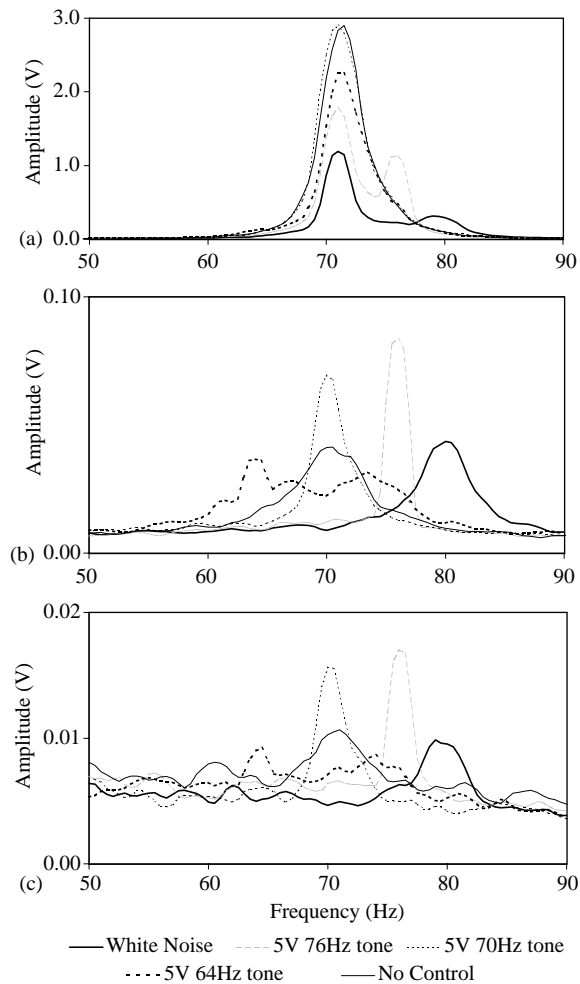 3.0
2.0
1.0
0.0
Amplitude (V)
(a)
50 60 70 80 90
0.10
0.05
0.00
Amplitude (V)
(b)
50 60 70 80 90
0.02
0.01
0.00
Amplitude (V)
(c)
50 60 70 80 90
Frequency (Hz)
White Noise 5V 76Hz tone 5V 70Hz tone
5V 64Hz tone No Control